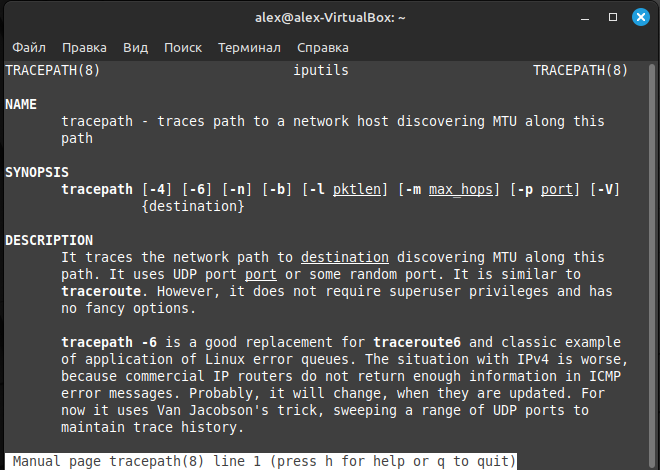 alex@alex-VirtualBox: ~
Файл Правка Вид Поиск Терминал Справка
TRACEPATH(8) iputils TRACEPATH(8)
NAME
tracepath - traces path to a network host discovering MTU along this
path
SYNOPSIS
tracepath [-4] [-6] [-n] [-b] [-l pktlen] [-m max_hops] [-p port] [-V]
{destination}
DESCRIPTION
It traces the network path to destination discovering MTU along this
path. It uses UDP port port or some random port. It is similar to
traceroute. However, it does not require superuser privileges and has
no fancy options.
tracepath -6 is a good replacement for traceroute6 and classic example
of application of Linux error queues. The situation with IPv4 is worse,
because commercial IP routers do not return enough information in ICMP
error messages. Probably, it will change, when they are updated. For
now it uses Van Jacobson's trick, sweeping a range of UDP ports to
maintain trace history.
Manual page tracepath(8) line 1 (press h for help or q to quit)